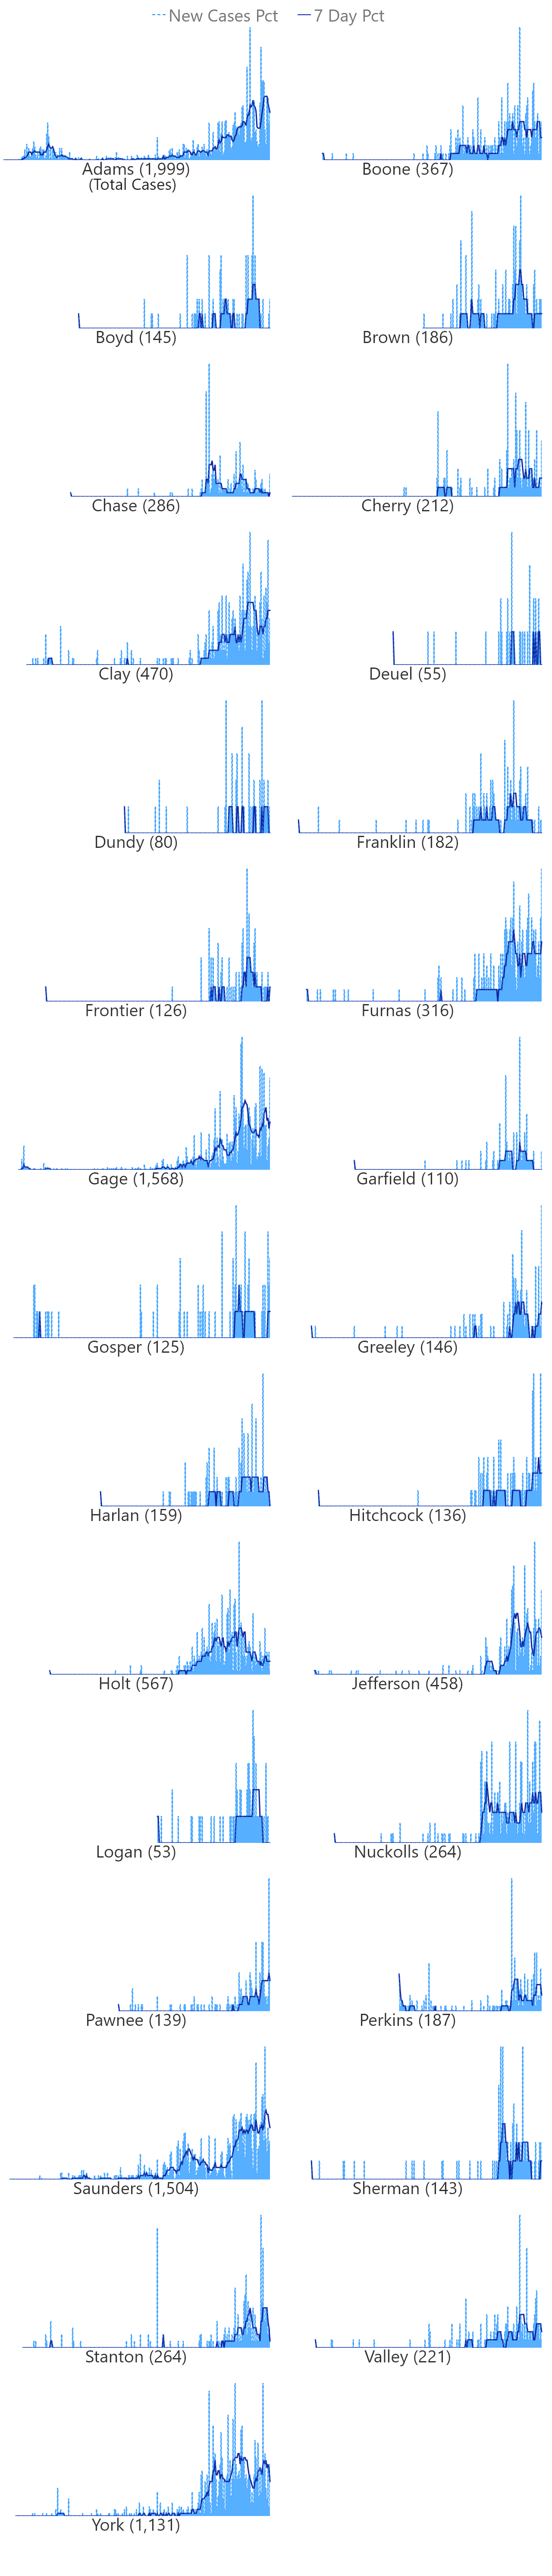 New Cases Pct 7 Day Pct
Adams (1,999) Boone (367)
(Total Cases)
Boyd (145) Brown (186)
Chase (286) Cherry (212)
Clay (470) Deuel (55)
Dundy (80) Franklin (182)
Frontier (126) Furnas (316)
Gage (1,568) Garfield (110)
Gosper (125) Greeley (146)
Harlan (159) Hitchcock (136)
Holt (567) Jefferson (458)
Logan (53) Nuckolls (264)
Pawnee (139) Perkins (187)
Saunders (1,504) Sherman (143)
Stanton (264) Valley (221)
York (1,131)